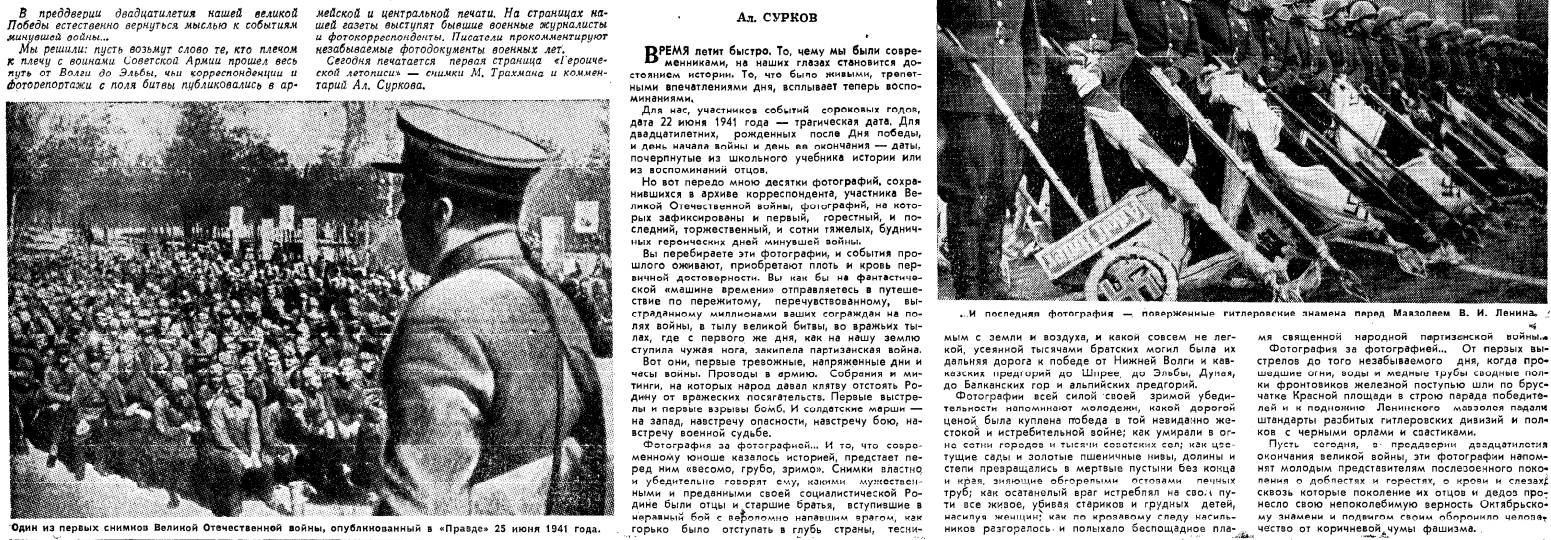 В преддверии двадцатилетия нашей великой
Победы естественно вернуться мыслью к событиям
минувшей войны...
Мы решили: пусть возьмут слово те, кто плечом
к плечу с воинами Советской Армии прошел весь
путь от Волги до Эльбы, чьи корреспонденции и
фоторепортажи с поля битвы публиковались в ар-
мейской и центральной печати. На страницах на-
шей газеты выступят бывшие военные журналисты
и фотокорреспонденты. Писатели прокомментируют
незабываемые фотодокументы военных лет.
Сегодня печатается первая страница «Героиче-
ской летописи» — снимки М. Трахмана и коммен-
тарий Ал. Суркова.
Один из первых снимков Великой Отечественной войны, опубликованный в «Правде» 25 июня 1941 года.
Ал. СУРКОВ
ВРЕМЯ летит быстро. То, чему мы были совре-
менниками, на наших глазах становится до-
стоянием истории. То, что было живыми, трепет-
ными впечатлениями дня, всплывает теперь воспо-
минаниями.
Для нас, участников событий сороковых годов,
дата 22 июня 1941 года — трагическая дата. Для
двадцатилетних, рожденных после Дня победы,
и день начала войны и день ее окончания — даты,
почерпнутые из школьного учебника истории или
из воспоминаний отцов.
Но вот передо мною десятки фотографий, сохра-
нившихся в архиве корреспондента, участника Ве-
ликой Отечественной войны, фотографий, на кото-
рых зафиксированы и первый, горестный, и по-
следний, торжественный, и сотни тяжелых, буднич-
ных героических дней минувшей войны.
Вы перебираете эти фотографии, и события про-
шлого оживают, приобретают плоть и кровь пер-
вичной достоверности. Вы как бы на фантастиче-
ской «машине времени» отправляетесь в путеше-
ствие по пережитому, перечувствованному, вы-
страданному миллионами ваших сограждан на по-
лях войны, в тылу великой битвы, во вражьих ты-
лах, где с первого же дня, как на нашу землю
ступила чужая нога, закипела партизанская война.
Вот они, первые тревожные, напряженные дни и
часы войны. Проводы в армию. Собрания и ми-
тинги, на которых народ давал клятву отстоять Ро-
дину от вражеских посягательств. Первые выстре-
лы и первые взрывы бомб. И солдатские марши —
на запад, навстречу опасности, навстречу бою, на-
встречу военной судьбе.
Фотография за фотографией... И то, что совре-
менному юноше казалось историей, предстает пе-
ред ним «весомо, грубо, зримо». Снимки властно
и убедительно говорят ему, какими мужествен-
ными и преданными своей социалистической Ро-
дине были отцы и старшие братья, вступившие в
неравный бой с вероломно напавшим врагом, как
горько было отступать в глубь страны, тесни-
...И последняя фотография — поверженные гитлеровские знамена перед Мавзолеем В. И. Ленина.
мым с земли и воздуха, и какой совсем не лег-
кой, усеянной тысячами братских могил была их
дальняя дорога к победе от Нижней Волги и кав-
казских предгорий до Шпрее, до Эльбы, Дуная,
до Балканских гор и альпийских предгорий.
Фотографии всей силой своей зримой убеди-
тельности напоминают молодежи, какой дорогой
ценой была куплена победа в той невиданно же-
стокой и истребительной войне; как умирали в ог-
не сотни городов и тысячи советских сел; как цве-
тущие сады и золотые пшеничные нивы, долины и
степи превращались в мертвые пустыни без конца
и края, зияющие обгорелыми остовами печных
труб; как осатанелый враг истреблял на своем пу-
ти все живое, убивая стариков и грудных детей,
насилуя женщин; как по кровавому следу насиль-
ников разгоралось и полыхало беспощадное пла-
мя священной народной партизанской войны...
Фотография за фотографией... От первых вы-
стрелов до того незабываемого дня, когда про-
шедшие огни, воды и медные трубы сводные пол-
ки фронтовиков железной поступью шли по брус-
чатке Красной площади в строю парада победите-
лей и к подножию Ленинского мавзолея падали
штандарты разбитых гитлеровских дивизий и пол-
ков с черными орлами и свастиками.
Пусть сегодня, в преддверии двадцатилетия
окончания великой войны, эти фотографии напом-
нят молодым представителям послевоенного поко-
ления о доблестях и горестях, о крови и слезах,
сквозь которые поколение их отцов и дедов про-
несло свою непоколебимую верность Октябрьско-
му знамени и подвигом своим оборонило челове-
чество от коричневой чумы фашизма.